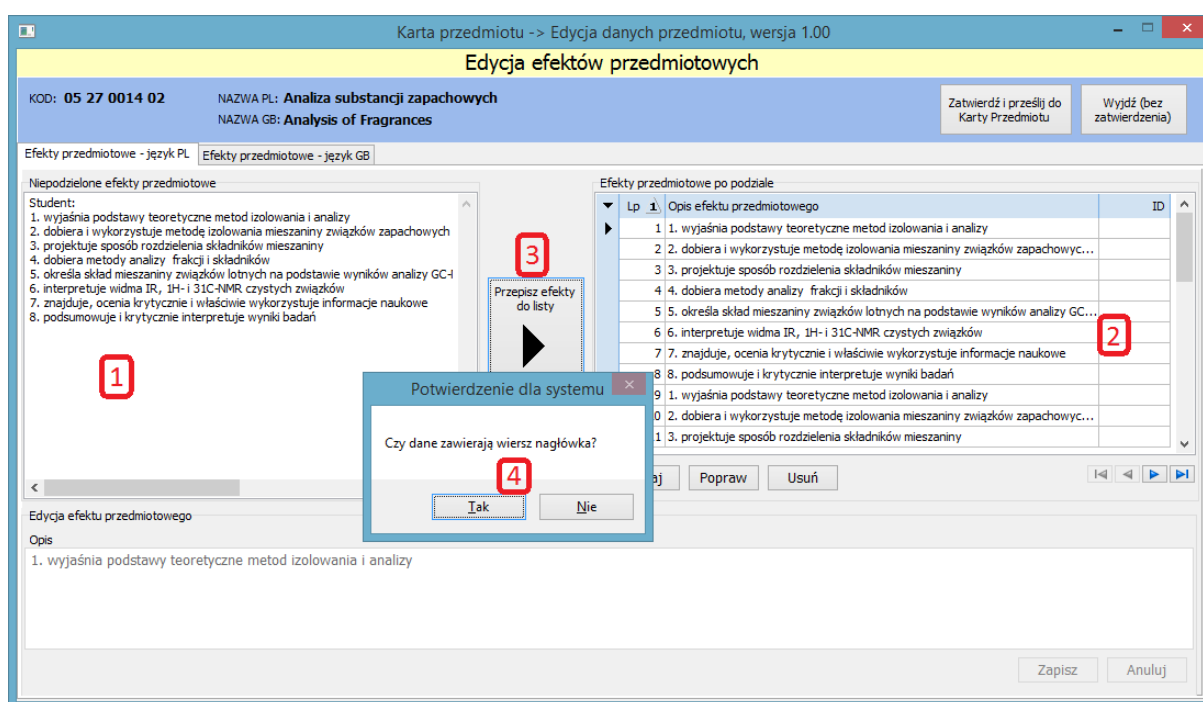 Karta przedmiotu -> Edycja danych przedmiotu, wersja 1.00
Edycja efektów przedmiotowych
KOD: 05 27 0014 02
NAZWA PL: Analiza substancji zapachowych
NAZWA GB: Analysis of Fragrances
Zatwierdź i prześlij do
Karty Przedmiotu
Wyjdź (bez
zatwierdzenia)
Efekty przedmiotowe - język PL
Efekty przedmiotowe - język GB
Niepodzielone efekty przedmiotowe
Student:
1. wyjaśnia podstawy teoretyczne metod izolowania i analizy
2. dobiera i wykorzystuje metodę izolowania mieszaniny związków zapachowych
3. projektuje sposób rozdzielenia składników mieszaniny
4. dobiera metody analizy frakcji i składników
5. określa skład mieszaniny związków lotnych na podstawie wyników analizy GC-
6. interpretuje widma IR, 1H- i 31C-NMR czystych związków
7. znajduje, ocenia krytycznie i właściwie wykorzystuje informacje naukowe
8. podsumowuje i krytycznie interpretuje wyniki badań
1
3
Przepisz efekty
do listy
Efekty przedmiotowe po podziale
Lp 1 Opis efektu przedmiotowego ID
1 1. wyjaśnia podstawy teoretyczne metod izolowania i analizy
2 2. dobiera i wykorzystuje metodę izolowania mieszaniny związków zapachowyc...
3 3. projektuje sposób rozdzielenia składników mieszaniny
4 4. dobiera metody analizy frakcji i składników
5 5. określa skład mieszaniny związków lotnych na podstawie wyników analizy GC...
6 6. interpretuje widma IR, 1H- i 31C-NMR czystych związków
7 7. znajduje, ocenia krytycznie i właściwie wykorzystuje informacje naukowe
8 8. podsumowuje i krytycznie interpretuje wyniki badań
9 1. wyjaśnia podstawy teoretyczne metod izolowania i analizy
0 2. dobiera i wykorzystuje metodę izolowania mieszaniny związków zapachowyc...
1 3. projektuje sposób rozdzielenia składników mieszaniny
2
Potwierdzenie dla systemu
Czy dane zawierają wiersz nagłówka?
4
Tak
Nie
aj
Popraw
Usuń
Edycja efektu przedmiotowego
Opis
1. wyjaśnia podstawy teoretyczne metod izolowania i analizy
Zapisz
Anuluj